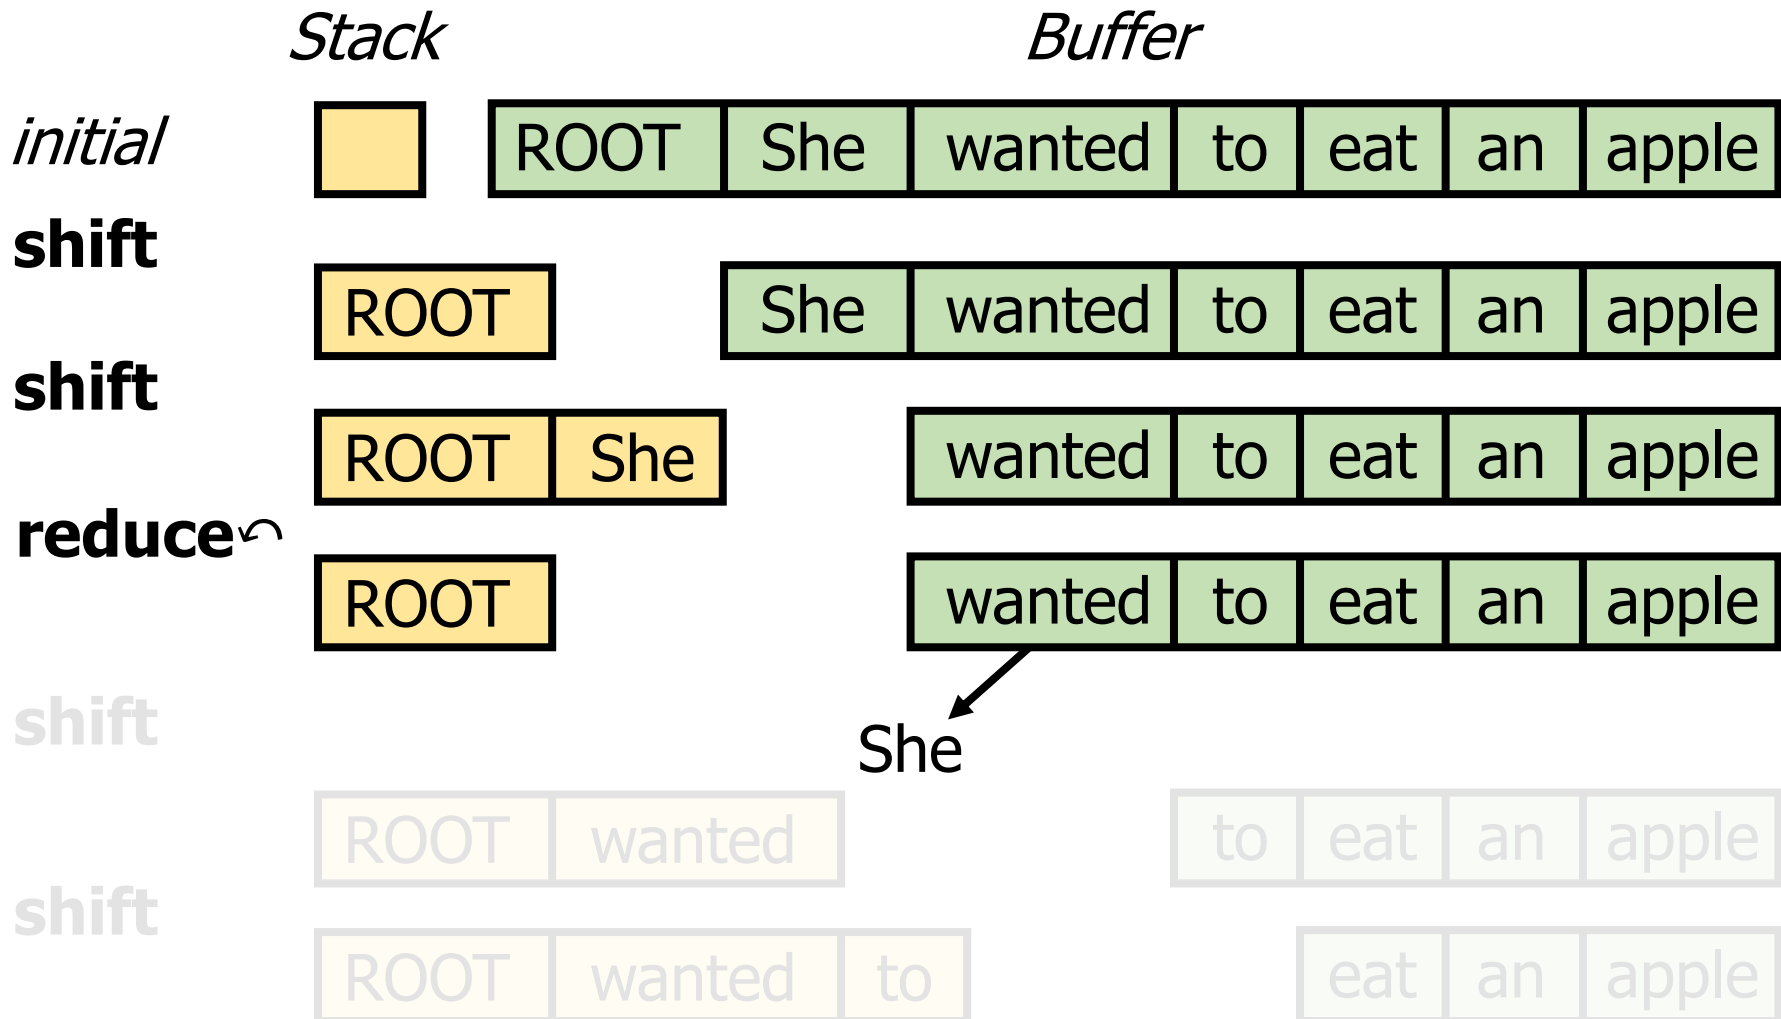 Stack Buffer
initial ROOT She wanted to eat an apple
shift
ROOT She wanted to eat an apple
shift
ROOT She wanted to eat an apple
reduce↶
ROOT wanted to eat an apple
shift
She
ROOT wanted to eat an apple
shift
ROOT wanted to eat an apple